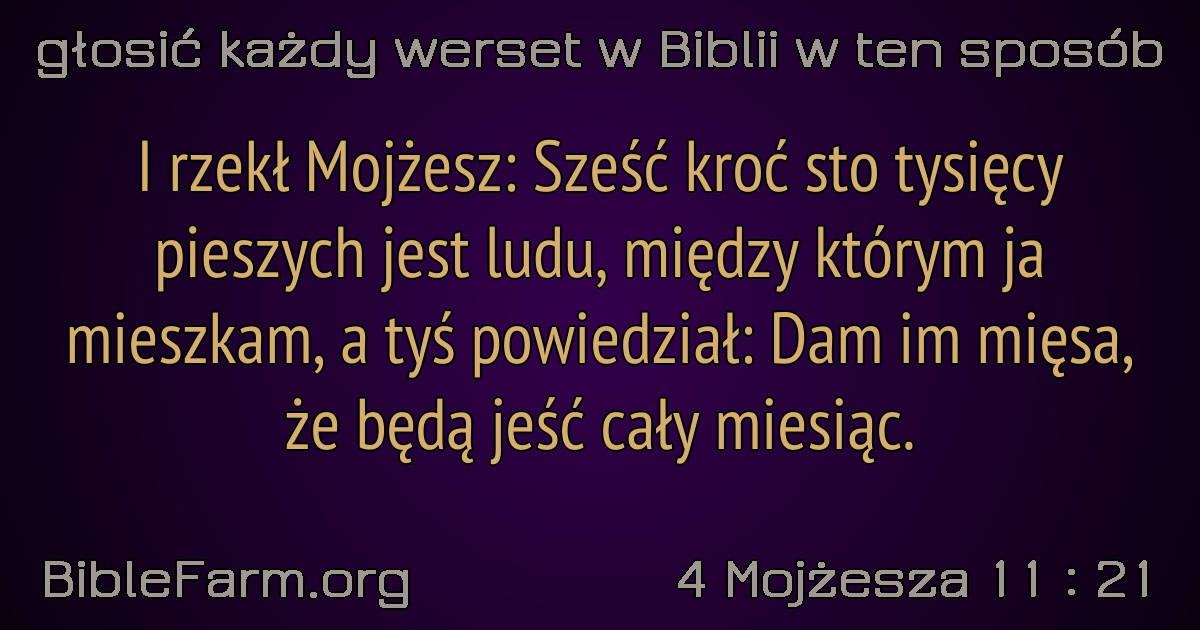 głosić każdy werset w Biblii w ten sposób
I rzekł Mojżesz: Sześć kroć sto tysięcy
pieszych jest ludu, między którym ja
mieszkam, a tyś powiedział: Dam im mięsa,
że będą jeść cały miesiąc.
BibleFarm.org
4 Mojżesza 11 : 21